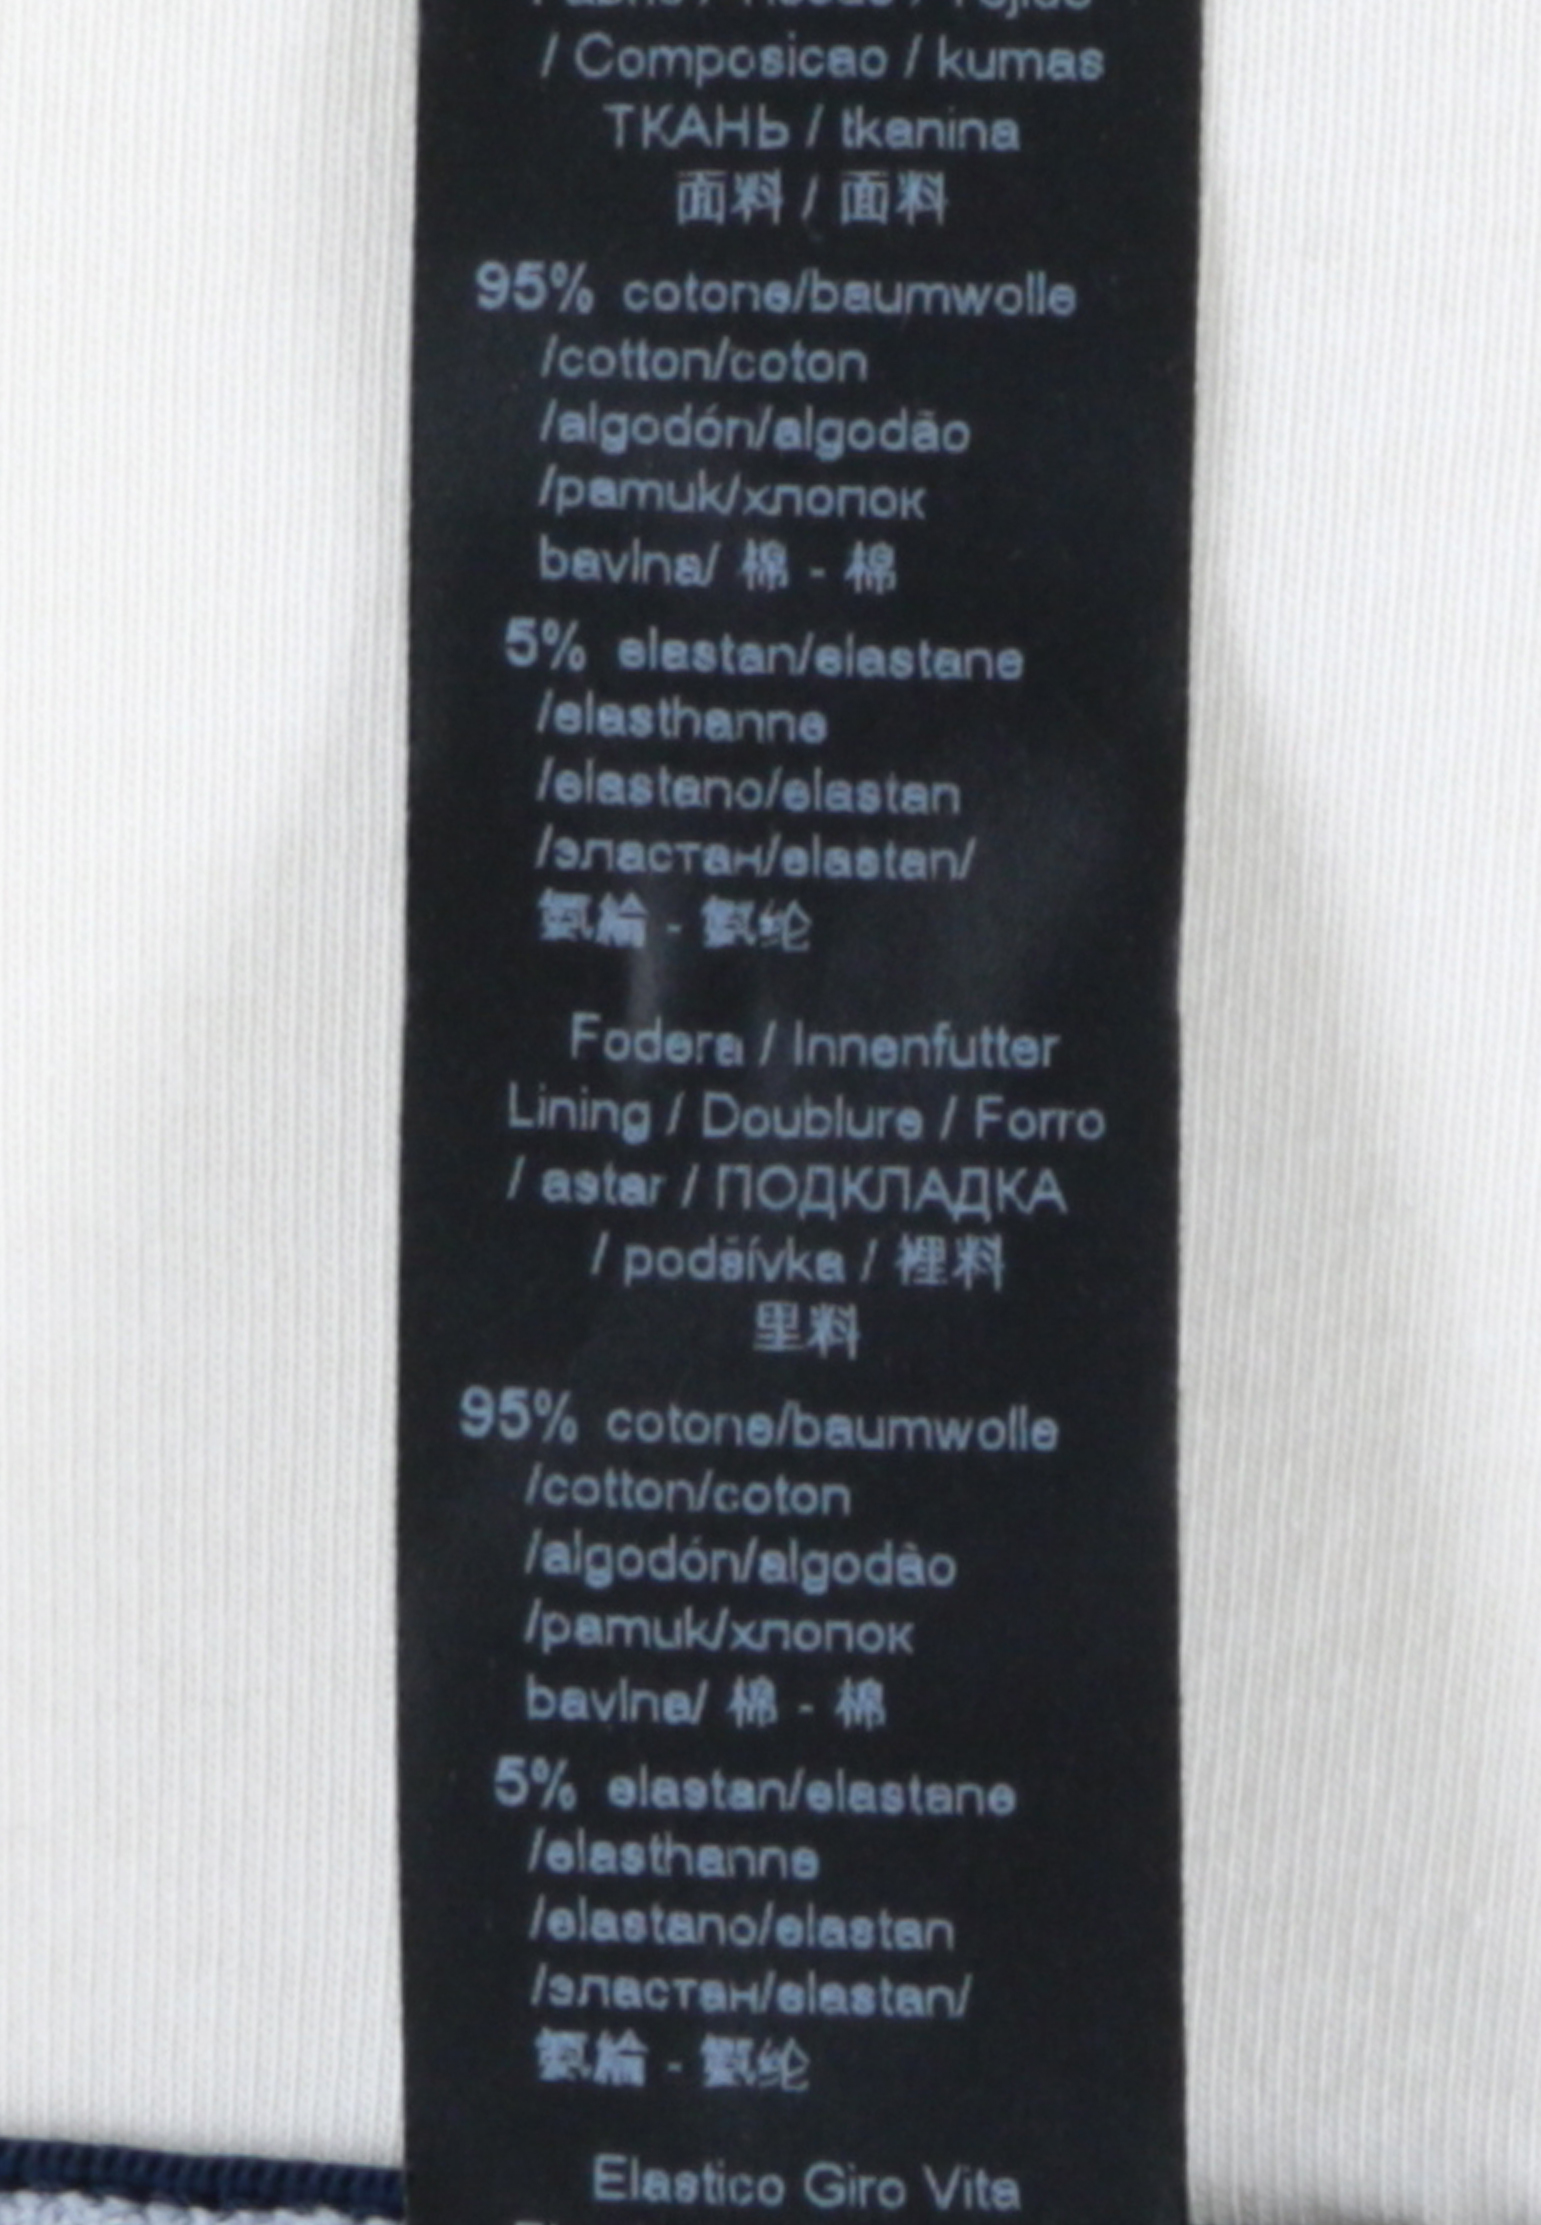 / Composicao / kumas
ТКАНЬ / tkanina
面料 / 面料
95% cotone/baumwolle
/cotton/coton
/algodón/algodão
/pamuk/хлопок
bavlna/ 棉 - 棉
5% elastan/elastane
/elasthanne
/elastano/elastan
/эластан/elastan/
氨綸 - 氨纶
Fodera / Innenfutter
Lining / Doublure / Forro
/ astar / ПОДКЛАДКА
/ podšívka / 裡料
里料
95% cotone/baumwolle
/cotton/coton
/algodón/algodão
/pamuk/хлопок
bavlna/ 棉 - 棉
5% elastan/elastane
/elasthanne
/elastano/elastan
/эластан/elastan/
氨綸 - 氨纶
Elastico Giro Vita